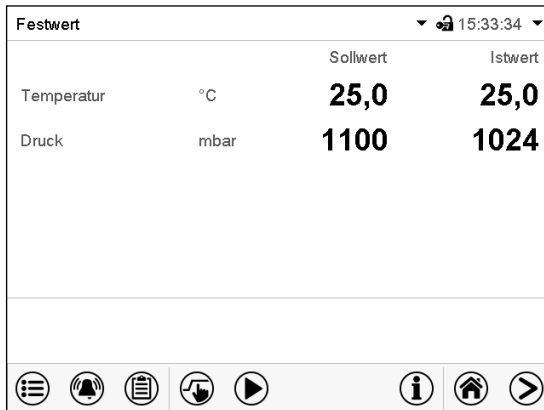 Festwert 15:33:34
Sollwert Istwert
Temperatur °C 25,0 25,0
Druck mbar 1100 1024